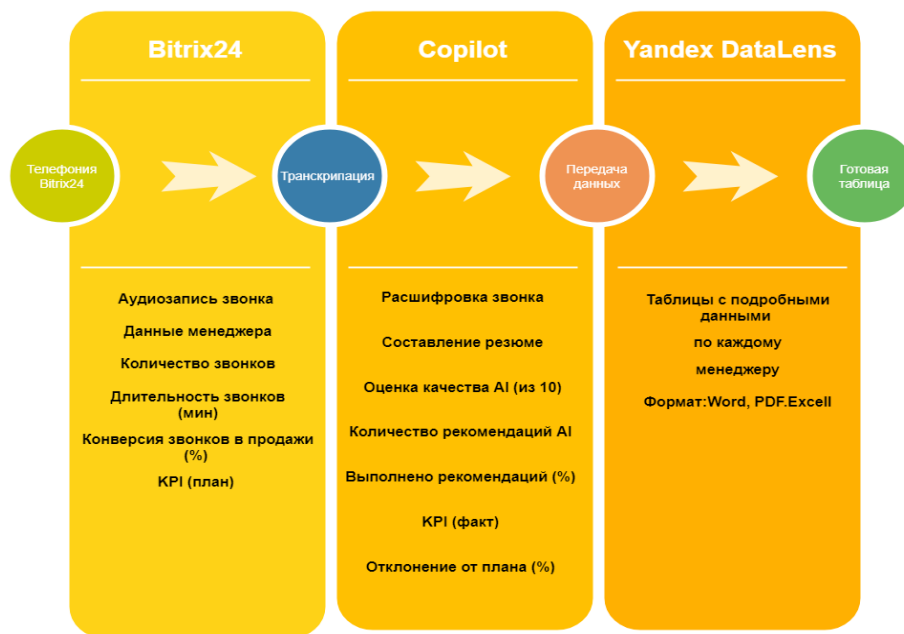 Bitrix24
Copilot
Yandex DataLens
Телефония
Bitrix24
Транскрипация
Передача
данных
Готовая
таблица
Аудиозапись звонка
Данные менеджера
Количество звонков
Длительность звонков
(мин)
Конверсия звонков в продажи
(%)
KPI (план)
Расшифровка звонка
Составление резюме
Оценка качества AI (из 10)
Количество рекомендаций AI
Выполнено рекомендаций (%)
KPI (факт)
Отклонение от плана (%)
Таблицы с подробными
данными
по каждому
менеджеру
Формат:Word, PDF.Excell